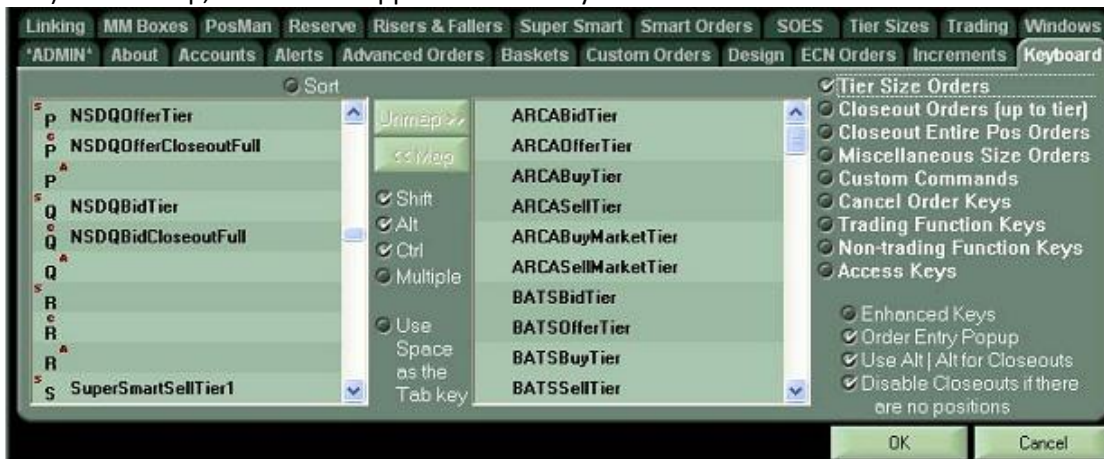 Linking MM Boxes PosMan Reserve Risers & Fallers Super Smart Smart Orders SOES Tier Sizes Trading Windows
*ADMIN* About Accounts Alerts Advanced Orders Baskets Custom Orders Design ECN Orders Increments Keyboard
Sort
S P NSDQOfferTier
C P NSDQOfferCloseoutFull
P A
S Q NSDQBidTier
C Q NSDQBidCloseoutFull
Q A
S R
C R
R A
S S SuperSmartSellTier1
Unmap >>
<< Map
Shift
Alt
Ctrl
Multiple
Use
Space
as the
Tab key
ARCABidTier
ARCAOfferTier
ARCABuyTier
ARCASellTier
ARCABuyMarketTier
ARCASellMarketTier
BATSBidTier
BATSOfferTier
BATSBuyTier
BATSSellTier
Tier Size Orders
Closeout Orders (up to tier)
Closeout Entire Pos Orders
Miscellaneous Size Orders
Custom Commands
Cancel Order Keys
Trading Function Keys
Non-trading Function Keys
Access Keys
Enhanced Keys
Order Entry Popup
Use Alt | Alt for Closeouts
Disable Closeouts if there
are no positions
OK Cancel